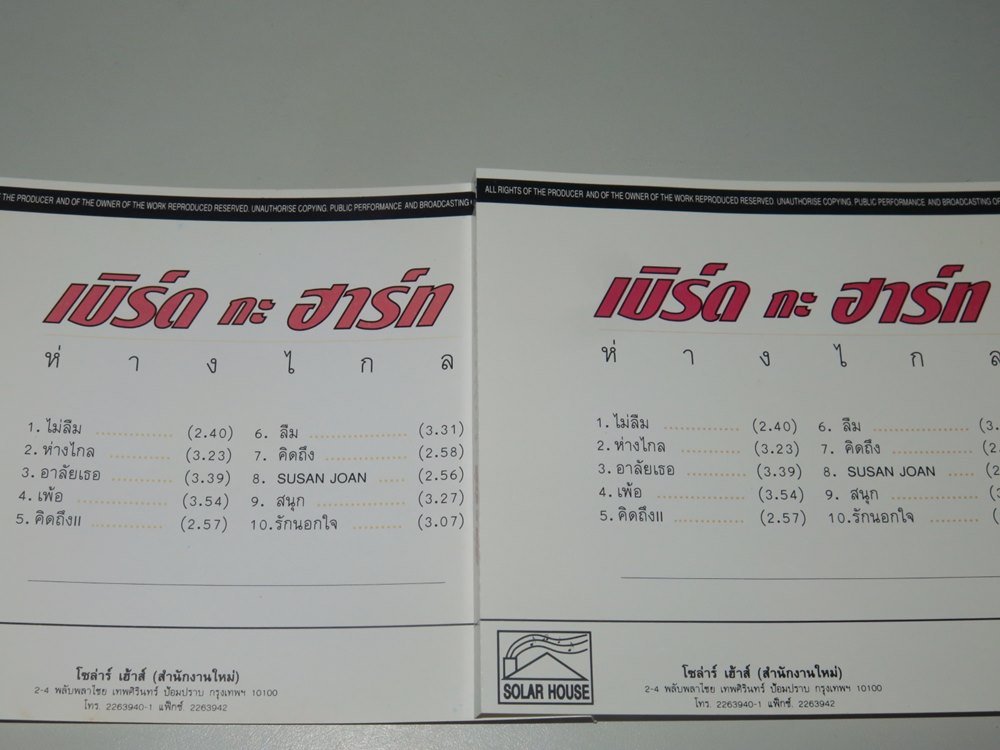 THE PRODUCER AND OF THE OWNER OF THE WORK REPRODUCED RESERVED. UNAUTHORISE COPYING, PUBLIC PERFORMANCE AND BROADCASTING
เบิร์ด กะ ฮาร์ท
ห่างไกล
1. ไม่ลืม (2.40)
2. ห่างไกล (3.23)
3. อาลัยเธอ (3.39)
4. เพ้อ (3.54)
5. คิดถึงII (2.57)
6. ลืม (3.31)
7. คิดถึง (2.58)
8. SUSAN JOAN (2.56)
9. สนุก (3.27)
10. รักนอกใจ (3.07)
โซล่าร์ เฮ้าส์ (สำนักงานใหม่)
2-4 พลับพลาไชย เทพศิรินทร์ ป้อมปราบ กรุงเทพฯ 10100
โทร. 2263940-1 แฟ็กซ์. 2263942
ALL RIGHTS OF THE PRODUCER AND OF THE OWNER OF THE WORK REPRODUCED RESERVED. UNAUTHORISE COPYING, PUBLIC PERFORMANCE AND BROADCASTING OF
เบิร์ด กะ ฮาร์ท
ห่างไกล
1. ไม่ลืม (2.40)
2. ห่างไกล (3.23)
3. อาลัยเธอ (3.39)
4. เพ้อ (3.54)
5. คิดถึงII (2.57)
6. ลืม (3.
7. คิดถึง (2.
8. SUSAN JOAN (2
9. สนุก (3
10. รักนอกใจ (
SOLAR HOUSE
โซล่าร์ เฮ้าส์ (สำนักงานใหม่)
2-4 พลับพลาไชย เทพศิรินทร์ ป้อมปราบ กรุงเทพฯ 10100
โทร. 2263940-1 แฟ็กซ์. 2263942